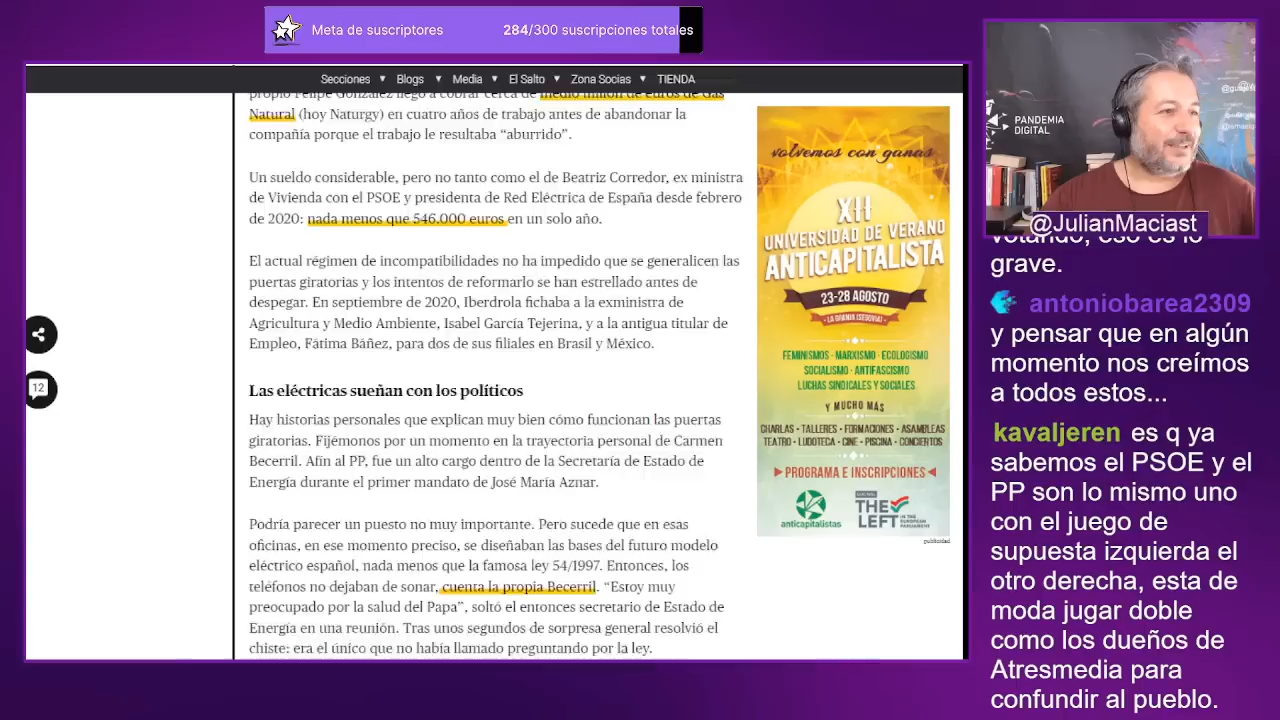 Meta de suscriptores 284/300 suscripciones totales
Secciones ▼ Blogs ▼ Media ▼ El Salto ▼ Zona Socias ▼ TIENDA
propio Felipe González llegó a cobrar cerca de medio millón de euros de Gas
Natural (hoy Naturgy) en cuatro años de trabajo antes de abandonar la
compañía porque el trabajo le resultaba “aburrido”.
Un sueldo considerable, pero no tanto como el de Beatriz Corredor, ex ministra
de Vivienda con el PSOE y presidenta de Red Eléctrica de España desde febrero
de 2020: nada menos que 546.000 euros en un solo año.
El actual régimen de incompatibilidades no ha impedido que se generalicen las
puertas giratorias y los intentos de reformarlo se han estrellado antes de
despegar. En septiembre de 2020, Iberdrola fichaba a la exministra de
Agricultura y Medio Ambiente, Isabel García Tejerina, y a la antigua titular de
Empleo, Fátima Báñez, para dos de sus filiales en Brasil y México.
12
Las eléctricas sueñan con los políticos
Hay historias personales que explican muy bien cómo funcionan las puertas
giratorias. Fijémonos por un momento en la trayectoria personal de Carmen
Becerril. Afín al PP, fue un alto cargo dentro de la Secretaría de Estado de
Energía durante el primer mandato de José María Aznar.
Podría parecer un puesto no muy importante. Pero sucede que en esas
oficinas, en ese momento preciso, se diseñaban las bases del futuro modelo
eléctrico español, nada menos que la famosa ley 54/1997. Entonces, los
teléfonos no dejaban de sonar, cuenta la propia Becerril. “Estoy muy
preocupado por la salud del Papa”, soltó el entonces secretario de Estado de
Energía en una reunión. Tras unos segundos de sorpresa general resolvió el
chiste: era el único que no había llamado preguntando por la ley.
volvemos con ganas
XII
UNIVERSIDAD DE VERANO
ANTICAPITALISTA
23-28 AGOSTO
- LA GRANJA (SEGOVIA) -
FEMINISMOS · MARXISMO · ECOLOGISMO
SOCIALISMO · ANTIFASCISMO
LUCHAS SINDICALES Y SOCIALES
Y MUCHO MÁS
CHARLAS · TALLERES · FORMACIONES · ASAMBLEAS
TEATRO · LUDOTECA · CINE · PISCINA · CONCIERTOS
PROGRAMA E INSCRIPCIONES
anticapitalistas
THE
LEFT IN THE EUROPEAN PARLIAMENT
publicidad
PANDEMIA
DIGITAL
@JulianMaciast
votando, eso es lo
grave.
antoniobarea2309
y pensar que en algún
momento nos creímos
a todos estos...
kavaljeren es q ya
sabemos el PSOE y el
PP son lo mismo uno
con el juego de
supuesta izquierda el
otro derecha, esta de
moda jugar doble
como los dueños de
Atresmedia para
confundir al pueblo.